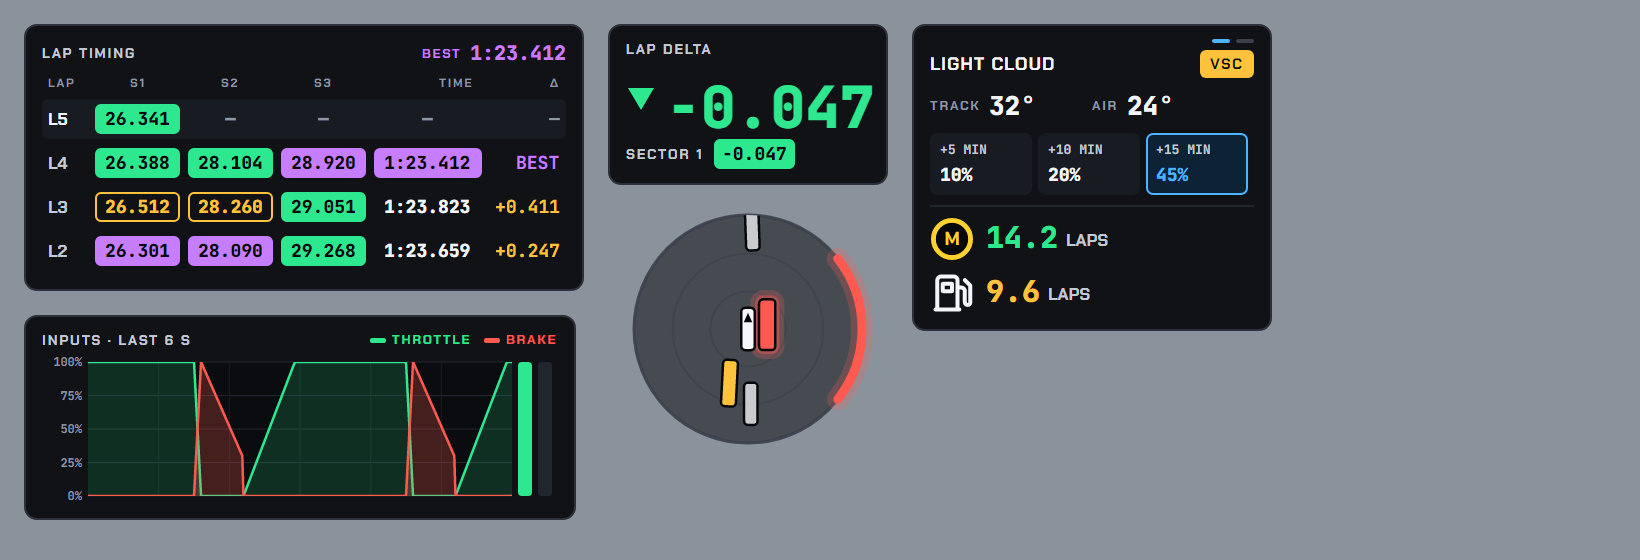 LAP TIMING BEST 1:23.412
LAP S1 S2 S3 TIME Δ
L5 26.341 – – – –
L4 26.388 28.104 28.920 1:23.412 BEST
L3 26.512 28.260 29.051 1:23.823 +0.411
L2 26.301 28.090 29.268 1:23.659 +0.247
INPUTS · LAST 6 S THROTTLE BRAKE
100%
75%
50%
25%
0%
LAP DELTA
-0.047
SECTOR 1 -0.047
LIGHT CLOUD VSC
TRACK 32° AIR 24°
+5 MIN +10 MIN +15 MIN
10% 20% 45%
M 14.2 LAPS
9.6 LAPS